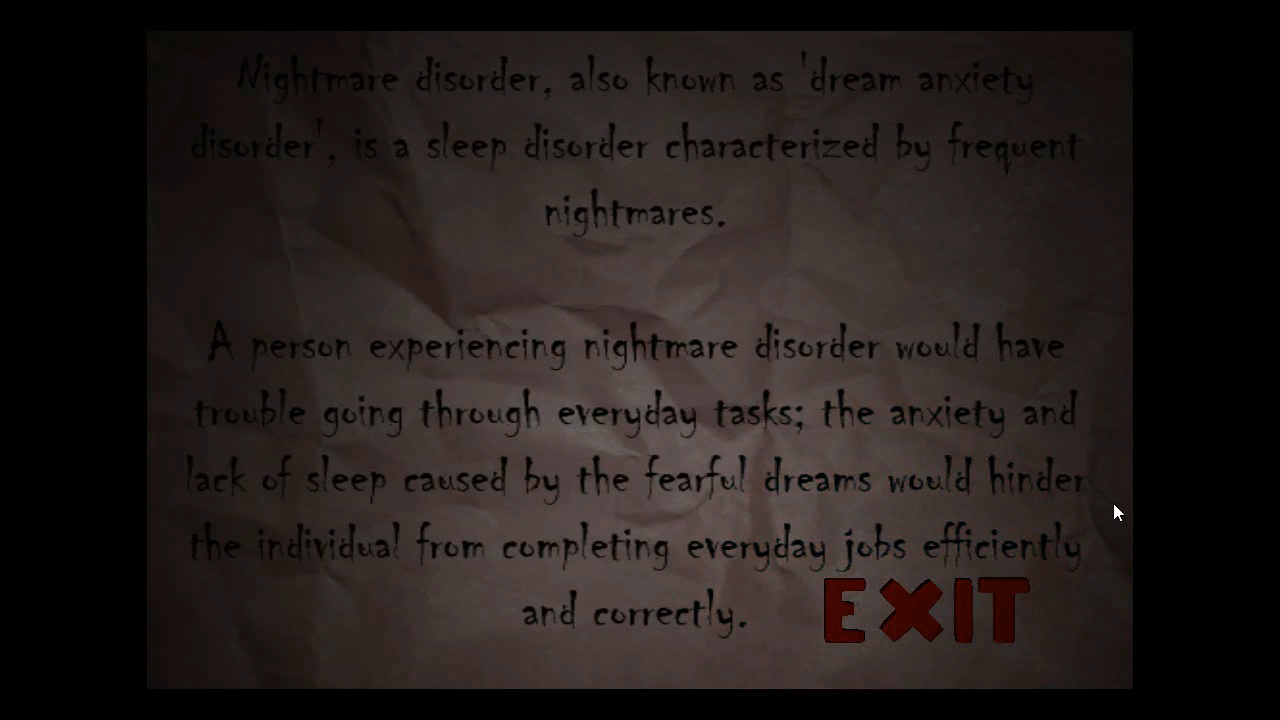 Nightmare disorder, also known as 'dream anxiety
disorder', is a sleep disorder characterized by frequent
nightmares.
A person experiencing nightmare disorder would have
trouble going through everyday tasks; the anxiety and
lack of sleep caused by the fearful dreams would hinder
the individual from completing everyday jobs efficiently
and correctly.
EXIT